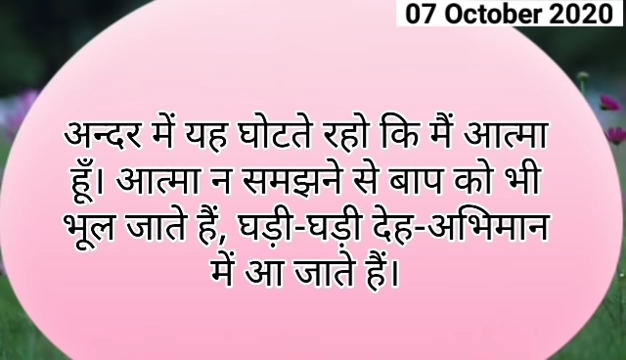 07 October 2020
अन्दर में यह घोटते रहो कि मैं आत्मा
हूँ। आत्मा न समझने से बाप को भी
भूल जाते हैं, घड़ी-घड़ी देह-अभिमान
में आ जाते हैं।